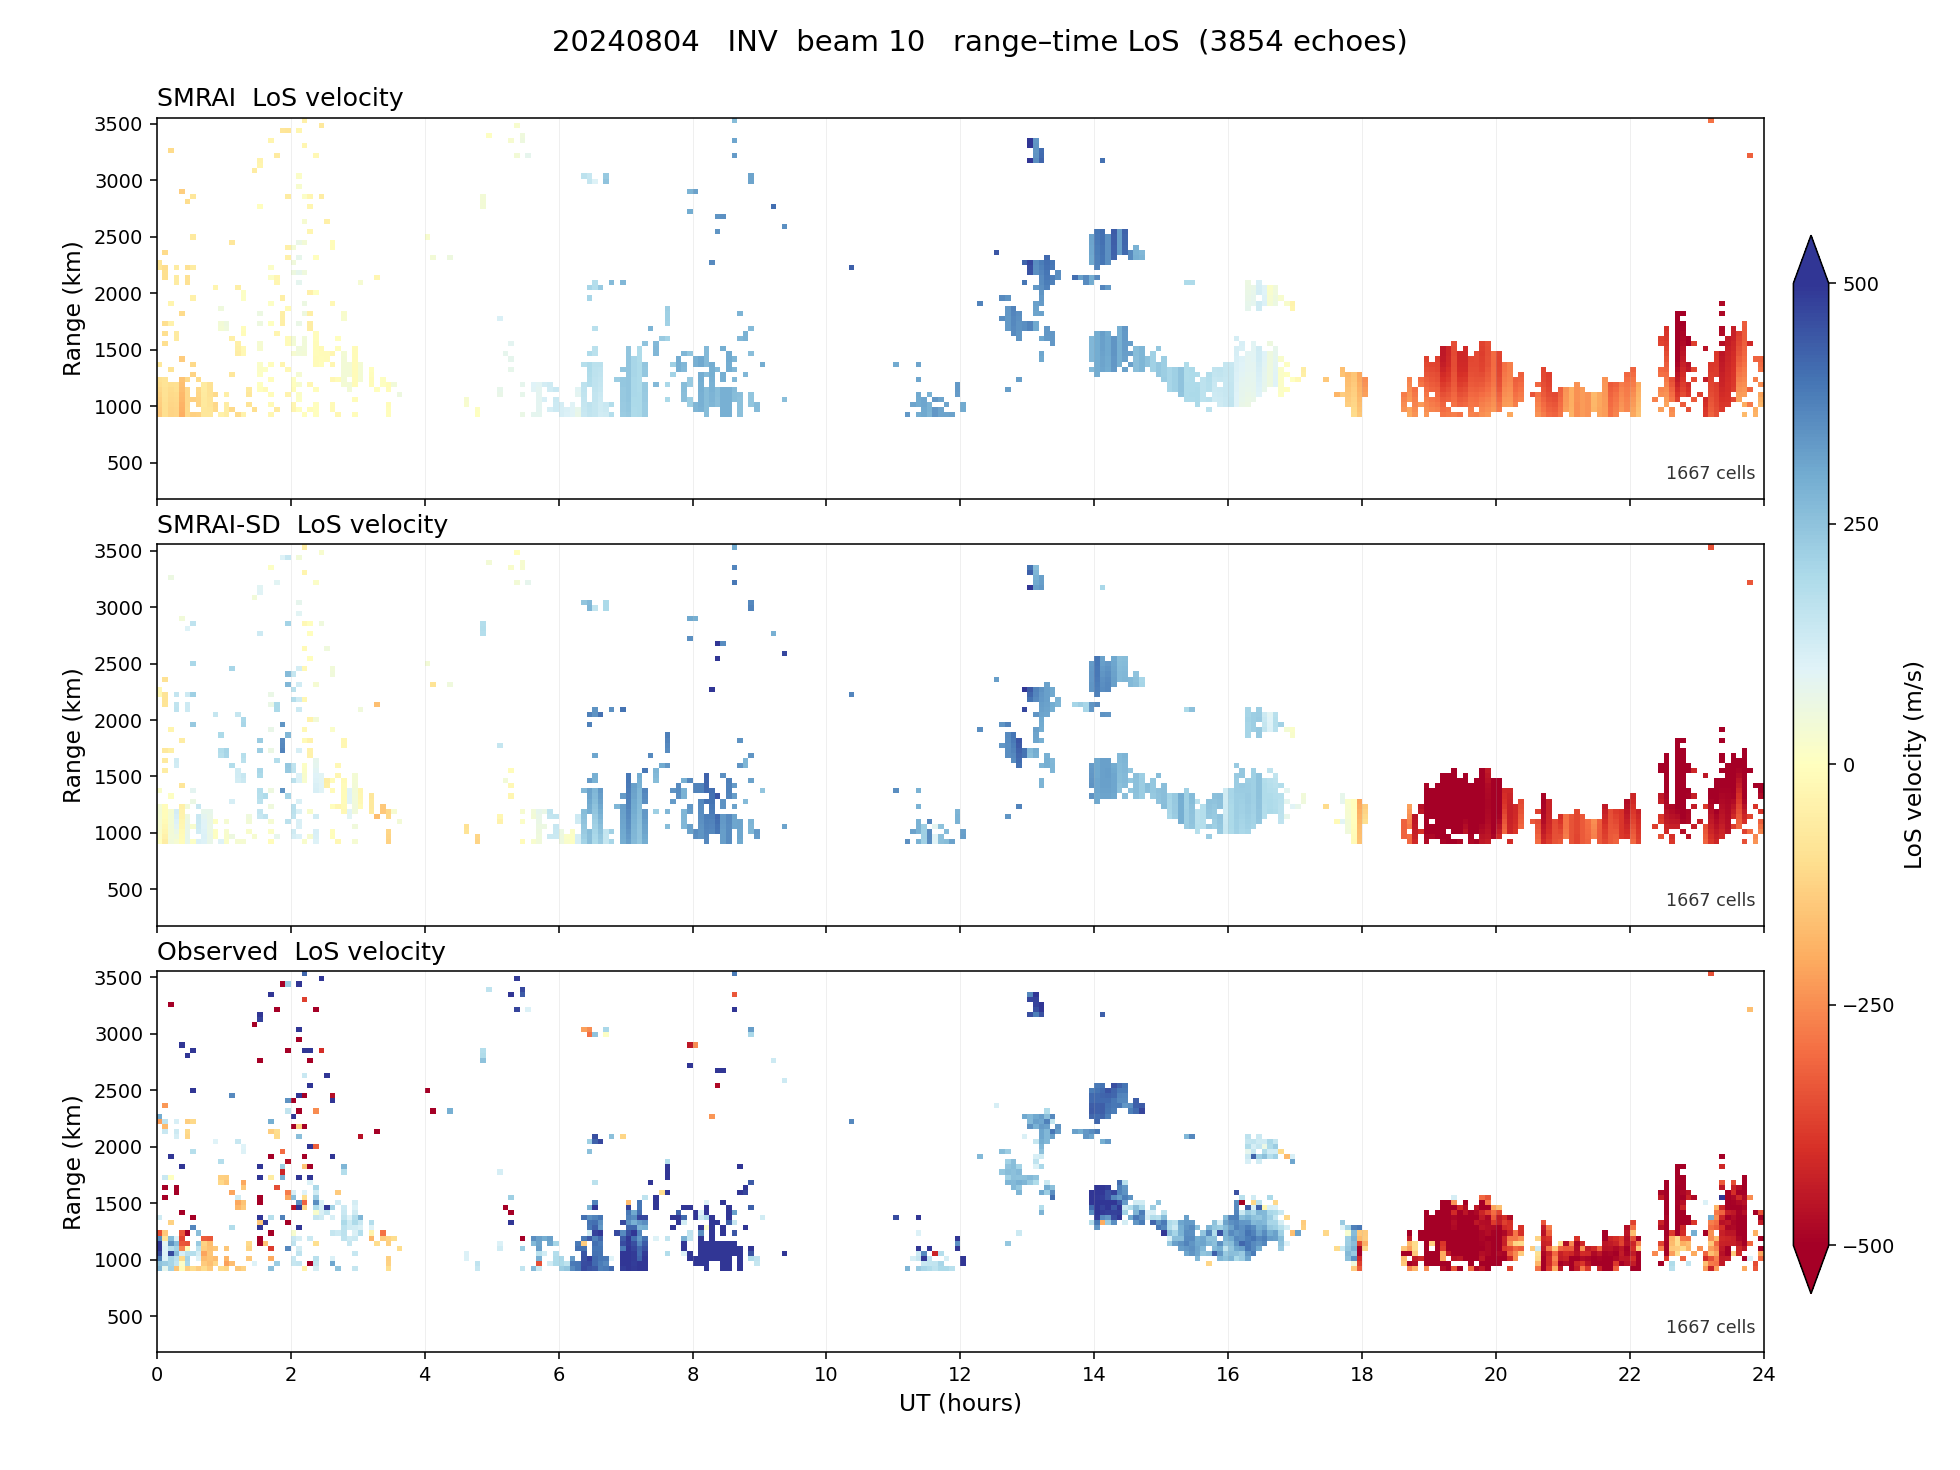 20240804   INV  beam 10   range–time LoS  (3854 echoes)
SMRAI  LoS velocity
3500
3000
2500
2000
1500
1000
500
Range (km)
1667 cells
SMRAI-SD  LoS velocity
3500
3000
2500
2000
1500
1000
500
Range (km)
1667 cells
Observed  LoS velocity
3500
3000
2500
2000
1500
1000
500
Range (km)
1667 cells
0 2 4 6 8 10 12 14 16 18 20 22 24
UT (hours)
500
250
0
−250
−500
LoS velocity (m/s)